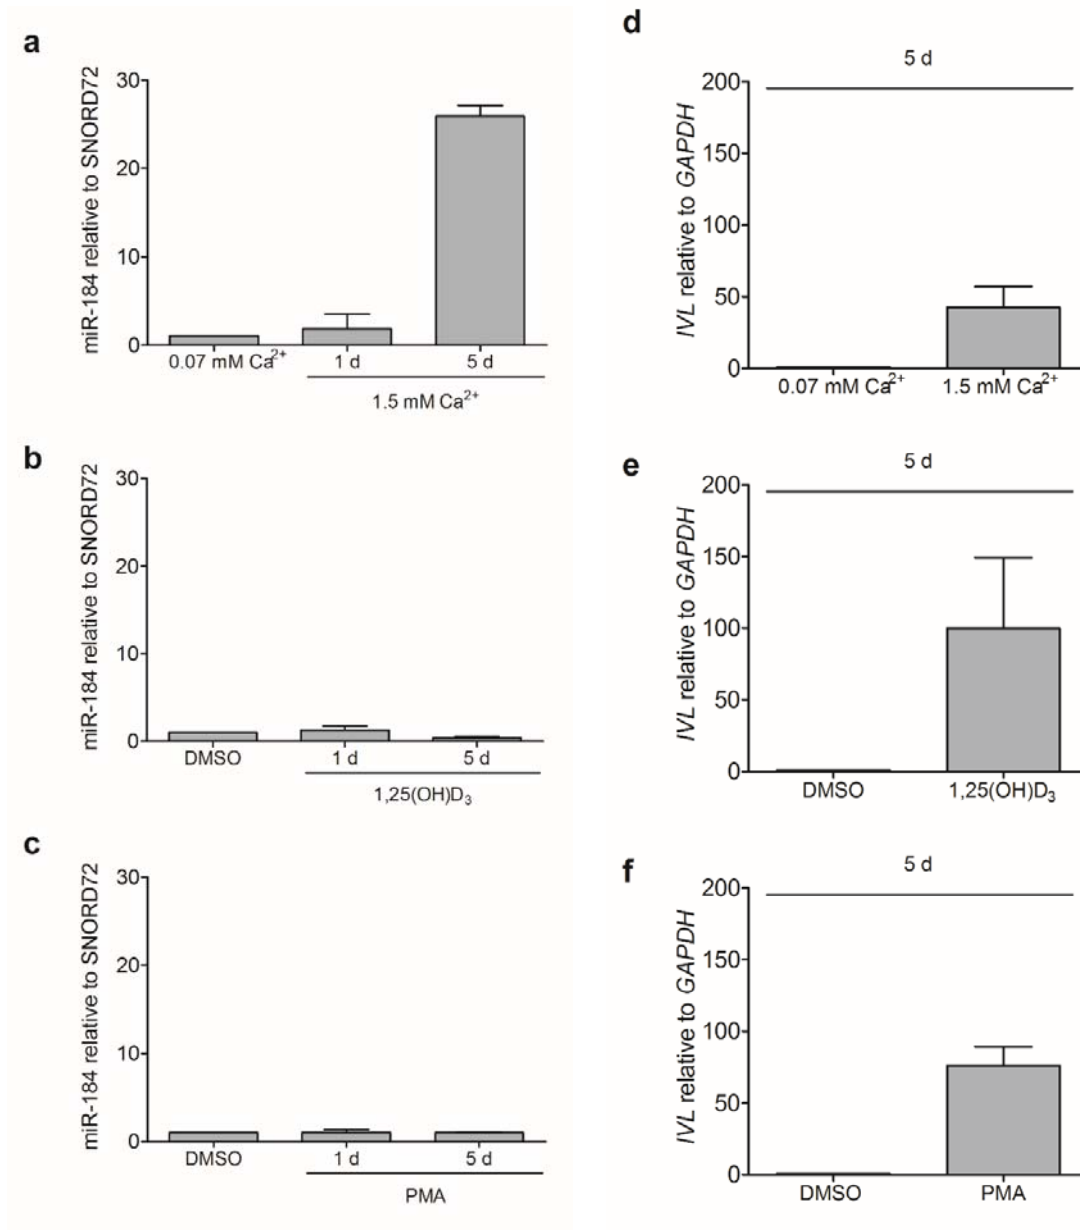 a
miR-184 relative to SNORD72
30
20
10
0
0.07 mM Ca²⁺
1 d
5 d
1.5 mM Ca²⁺
b
miR-184 relative to SNORD72
30
20
10
0
DMSO
1 d
5 d
1,25(OH)D₃
c
miR-184 relative to SNORD72
30
20
10
0
DMSO
1 d
5 d
PMA
d
5 d
IVL relative to GAPDH
200
150
100
50
0
0.07 mM Ca²⁺
1.5 mM Ca²⁺
e
5 d
IVL relative to GAPDH
200
150
100
50
0
DMSO
1,25(OH)D₃
f
5 d
IVL relative to GAPDH
200
150
100
50
0
DMSO
PMA